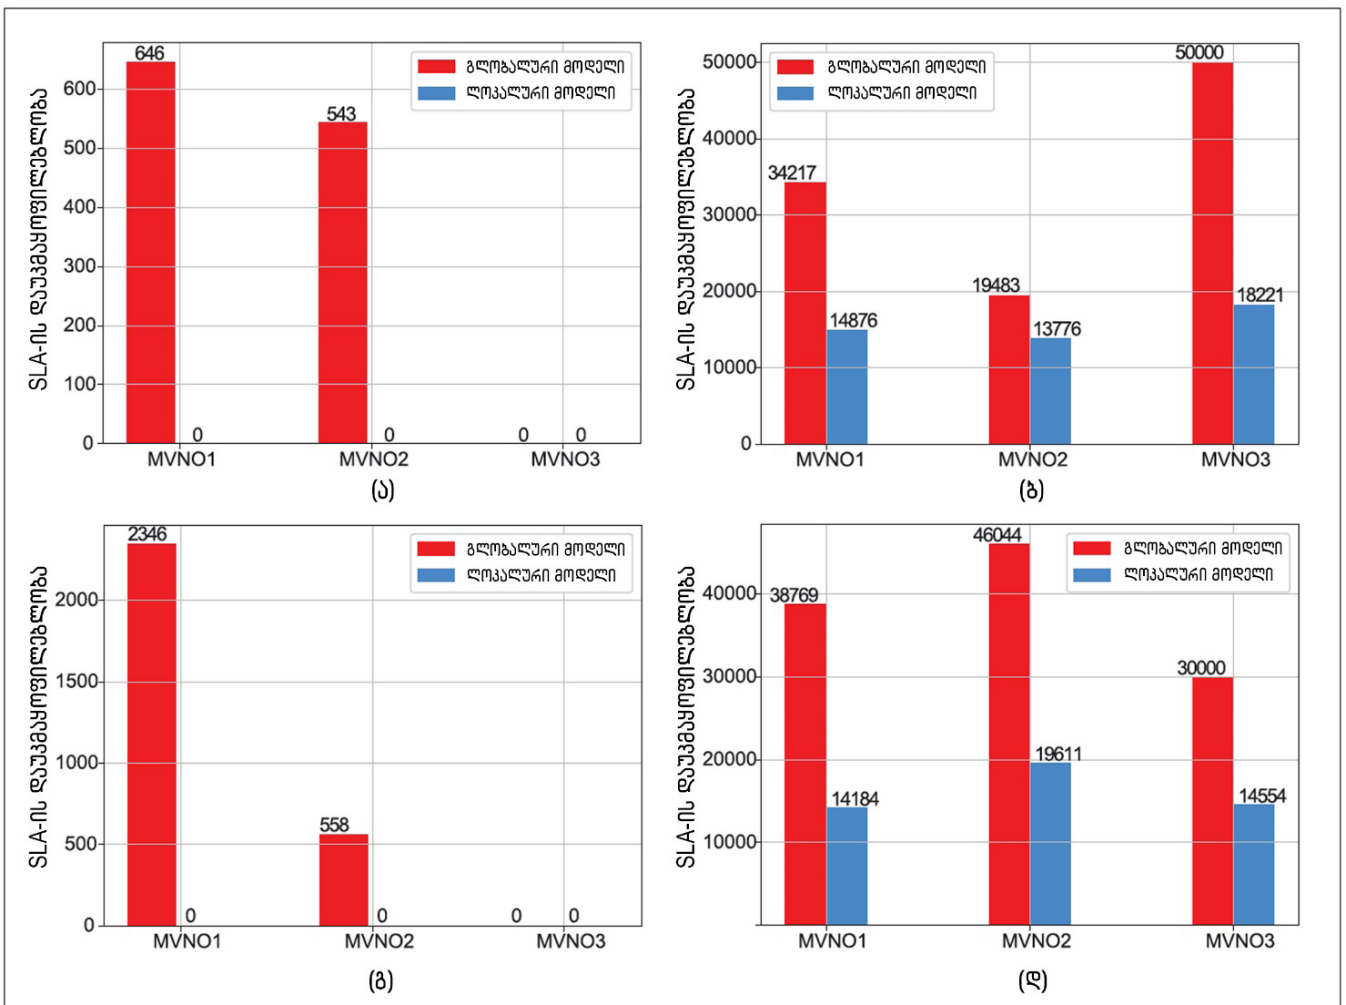 646
გლობალური მოდელი
ლოკალური მოდელი
543
600
500
400
300
200
100
0
0
0
0
0
SLA-ის დაუკმაყოფილებლობა
MVNO1
MVNO2
MVNO3
(ა)
50000
გლობალური მოდელი
ლოკალური მოდელი
50000
40000
30000
20000
10000
0
34217
14876
19483
13776
18221
SLA-ის დაუკმაყოფილებლობა
MVNO1
MVNO2
MVNO3
(ბ)
2346
გლობალური მოდელი
ლოკალური მოდელი
2000
1500
1000
500
0
558
0
0
0
0
SLA-ის დაუკმაყოფილებლობა
MVNO1
MVNO2
MVNO3
(გ)
46044
გლობალური მოდელი
ლოკალური მოდელი
40000
30000
20000
10000
38769
14184
19611
30000
14554
SLA-ის დაუკმაყოფილებლობა
MVNO1
MVNO2
MVNO3
(დ)